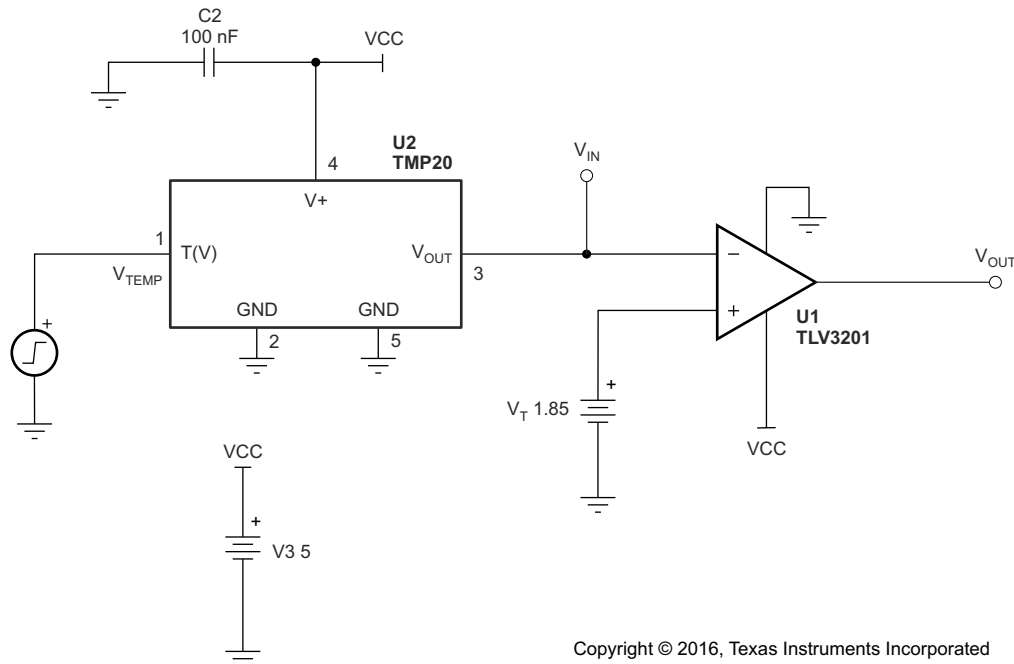 C2
100 nF
VCC
U2
TMP20
4
V+
V_IN
1
T(V)
V_TEMP
V_OUT
3
GND
GND
2
5
−
+
U1
TLV3201
V_OUT
+
+
V_T 1.85
VCC
VCC
+
V3 5
Copyright © 2016, Texas Instruments Incorporated